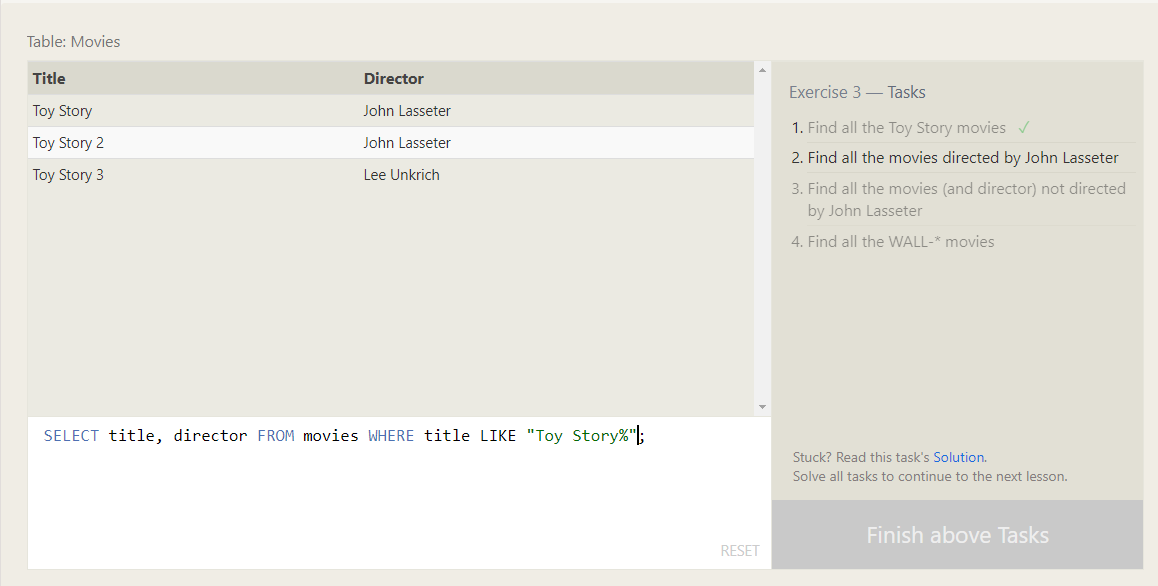 Table: Movies
Title Director
Toy Story John Lasseter
Toy Story 2 John Lasseter
Toy Story 3 Lee Unkrich
SELECT title, director FROM movies WHERE title LIKE "Toy Story%";
RESET
Exercise 3 — Tasks
1. Find all the Toy Story movies ✓
2. Find all the movies directed by John Lasseter
3. Find all the movies (and director) not directed
by John Lasseter
4. Find all the WALL-* movies
Stuck? Read this task's Solution.
Solve all tasks to continue to the next lesson.
Finish above Tasks